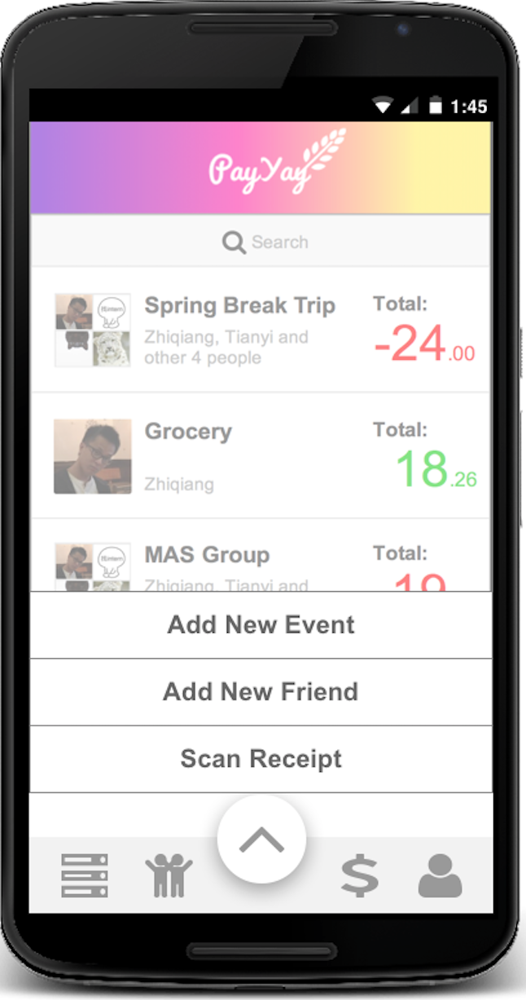 1:45
PayYay
Search
Spring Break Trip
Total:
Zhiqiang, Tianyi and
other 4 people
-24.00
Grocery
Total:
18.26
Zhiqiang
MAS Group
Total:
Zhiqiang, Tianyi and
19
Add New Event
Add New Friend
Scan Receipt
$